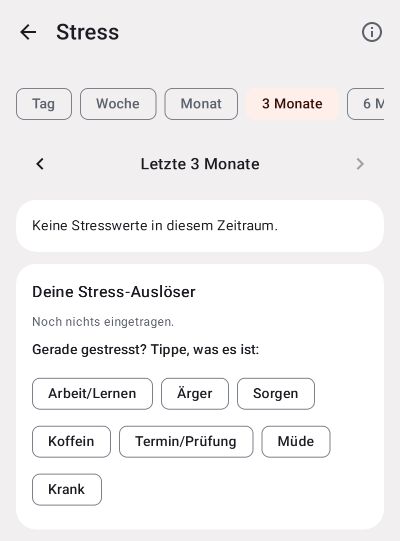 Stress
Tag Woche Monat 3 Monate 6 M
Letzte 3 Monate
Keine Stresswerte in diesem Zeitraum.
Deine Stress-Auslöser
Noch nichts eingetragen.
Gerade gestresst? Tippe, was es ist:
Arbeit/Lernen Ärger Sorgen
Koffein Termin/Prüfung Müde
Krank